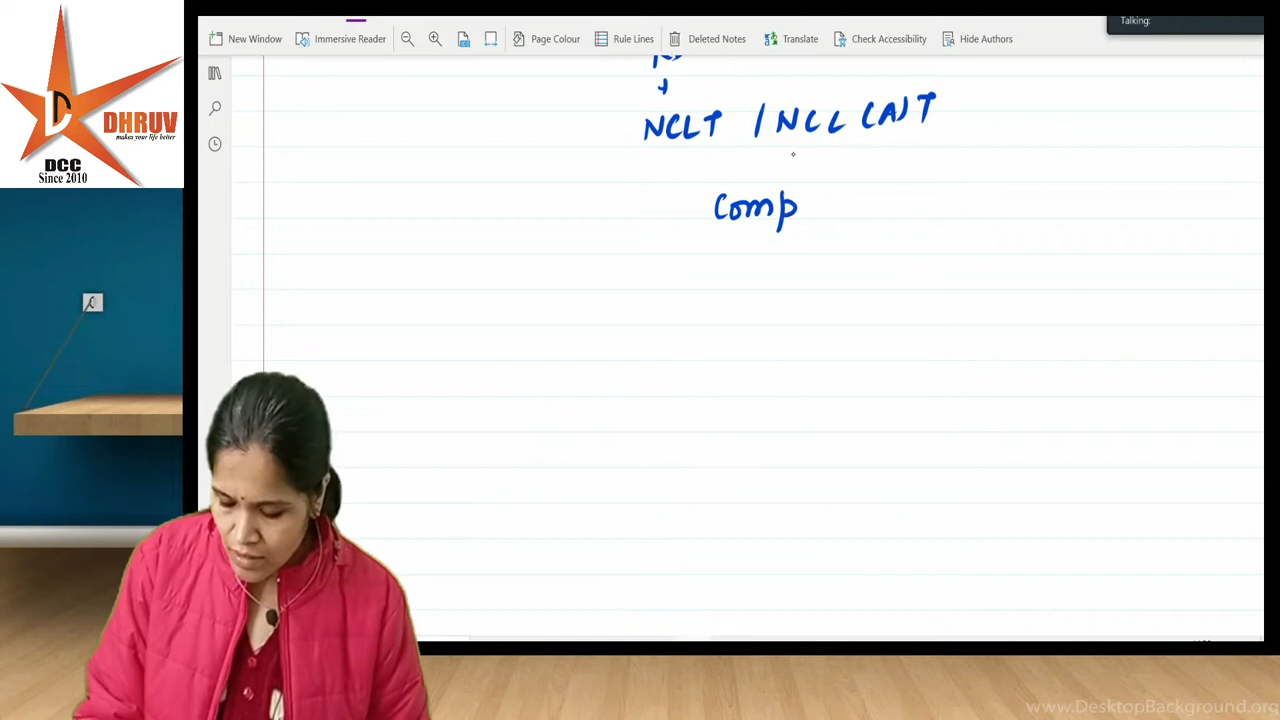 Talking:
New Window Immersive Reader Page Colour Rule Lines Deleted Notes Translate Check Accessibility Hide Authors
D
DHRUV
makes your life better
DCC
Since 2010
NCLT / NCL (A) T
Comp
www.DesktopBackground.org